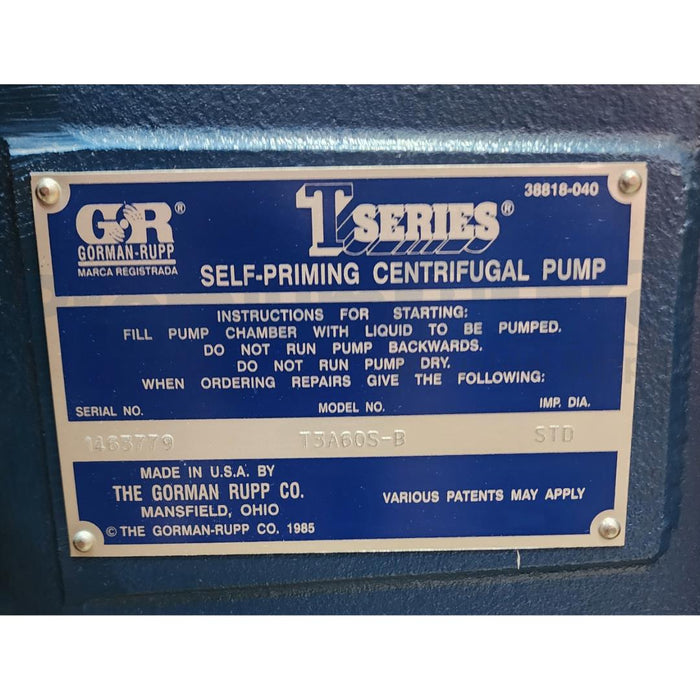 G·R®
GORMAN-RUPP
MARCA REGISTRADA
T SERIES®
38818-040
SELF-PRIMING CENTRIFUGAL PUMP
INSTRUCTIONS FOR STARTING:
FILL PUMP CHAMBER WITH LIQUID TO BE PUMPED.
DO NOT RUN PUMP BACKWARDS.
DO NOT RUN PUMP DRY.
WHEN ORDERING REPAIRS GIVE THE FOLLOWING:
SERIAL NO. MODEL NO. IMP. DIA.
1463779 T3A60S-B STD
MADE IN U.S.A. BY
THE GORMAN RUPP CO.
MANSFIELD, OHIO
VARIOUS PATENTS MAY APPLY
© THE GORMAN-RUPP CO. 1985